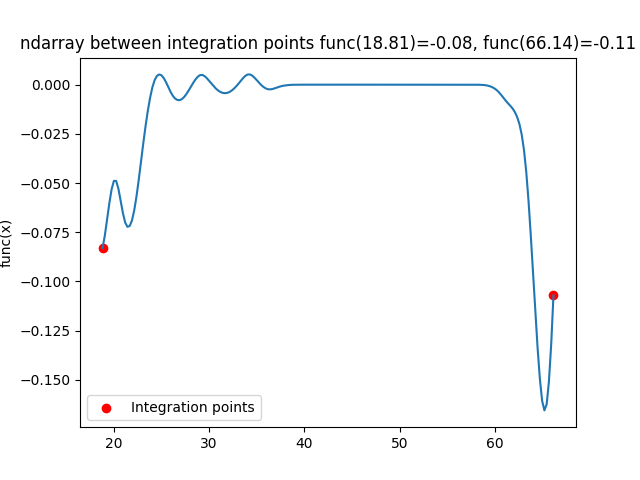 ndarray between integration points func(18.81)=-0.08, func(66.14)=-0.11
0.000
−0.025
−0.050
−0.075
−0.100
−0.125
−0.150
func(x)
Integration points
20 30 40 50 60